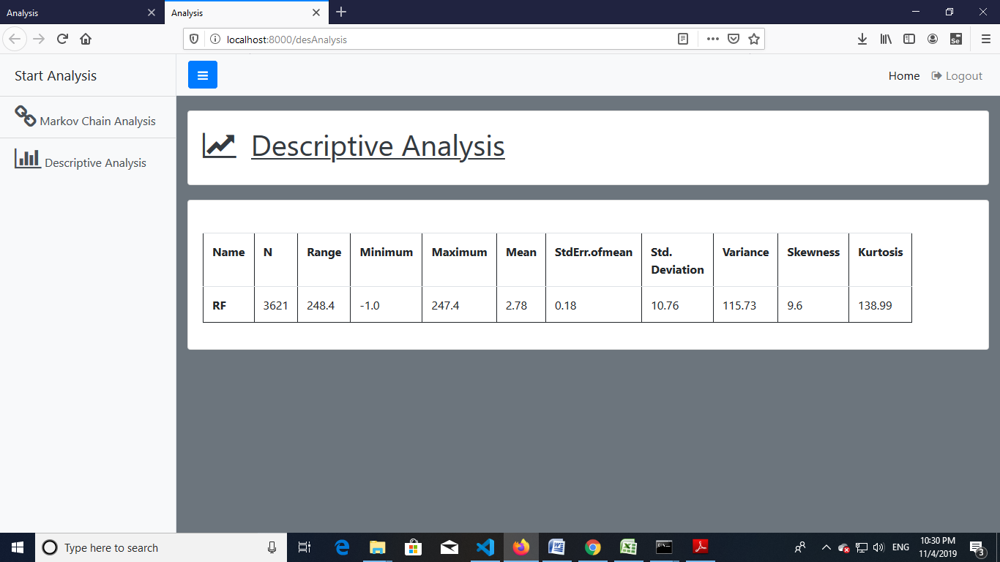 Analysis
Analysis
localhost:8000/desAnalysis
Se
Start Analysis
Home Logout
Markov Chain Analysis
Descriptive Analysis
Descriptive Analysis
Name N Range Minimum Maximum Mean StdErr.ofmean Std. Deviation Variance Skewness Kurtosis
RF 3621 248.4 -1.0 247.4 2.78 0.18 10.76 115.73 9.6 138.99
Type here to search
ENG
10:30 PM
11/4/2019
3